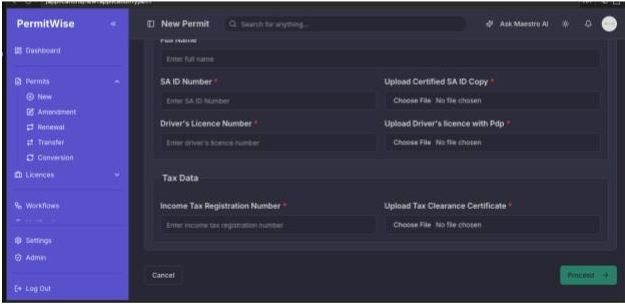 PermitWise «
New Permit
Search for anything...
Ask Maestro AI
Dashboard
Permits
New
Amendment
Renewal
Transfer
Conversion
Licences
Workflows
Settings
Admin
Log Out
Full Name
Enter full name
SA ID Number *
Upload Certified SA ID Copy *
Enter SA ID Number
Choose File No file chosen
Driver's Licence Number *
Upload Driver's licence with Pdp *
Enter driver's licence number
Choose File No file chosen
Tax Data
Income Tax Registration Number *
Upload Tax Clearance Certificate *
Enter income tax registration number
Choose File No file chosen
Cancel
Proceed →